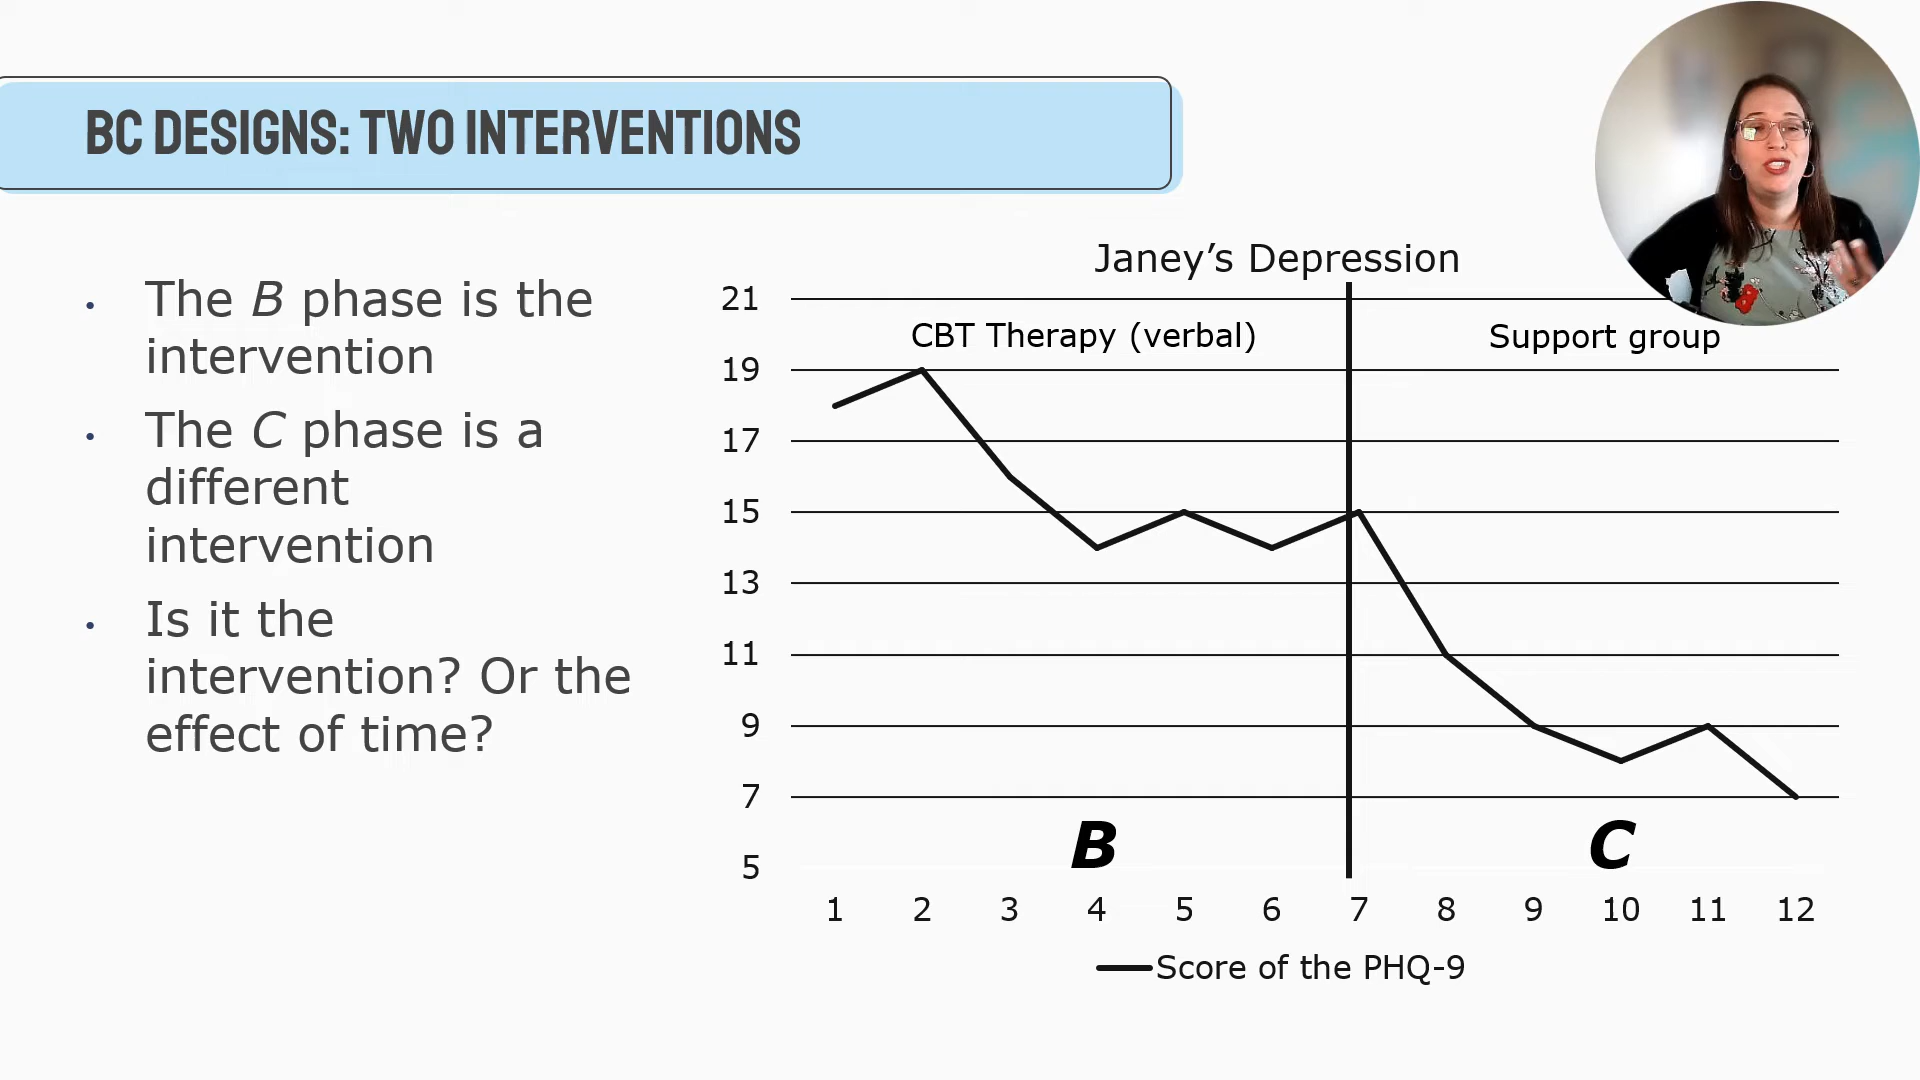 BC DESIGNS: TWO INTERVENTIONS
• The B phase is the
intervention
• The C phase is a
different
intervention
• Is it the
intervention? Or the
effect of time?
Janey’s Depression
CBT Therapy (verbal)
Support group
21
19
17
15
13
11
9
7
5
B
C
1 2 3 4 5 6 7 8 9 10 11 12
Score of the PHQ-9